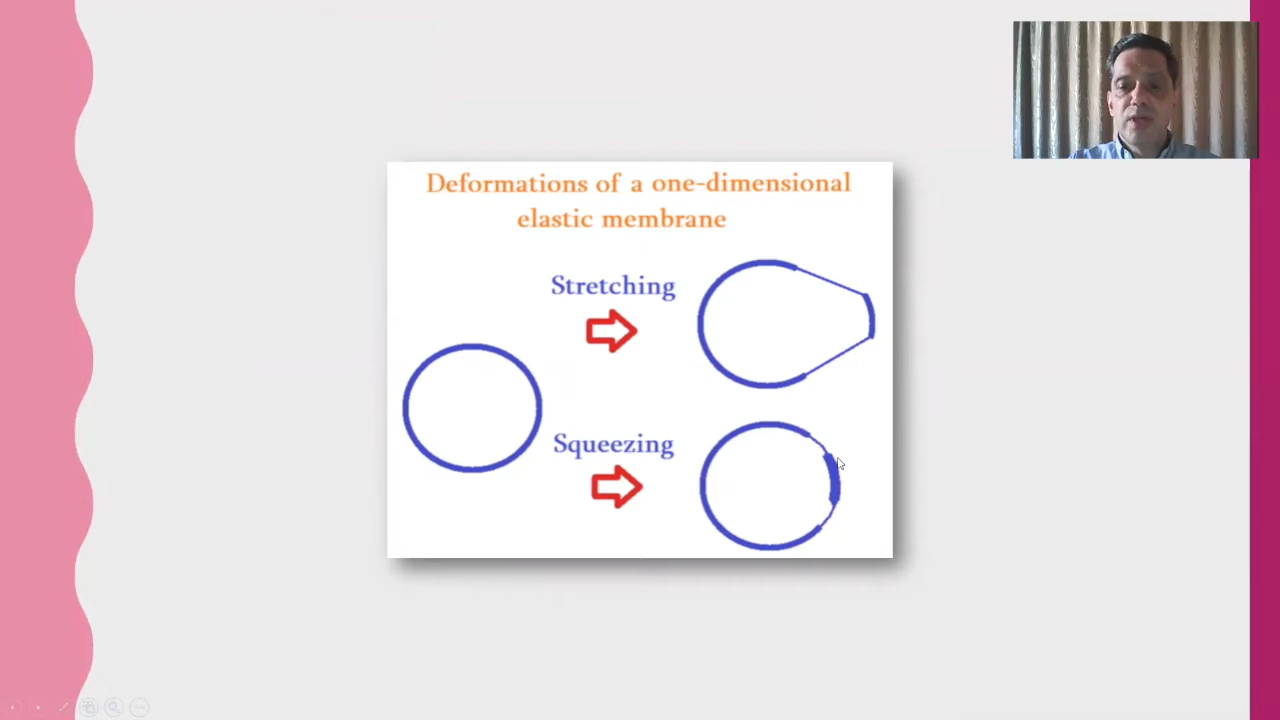 Deformations of a one-dimensional
elastic membrane
Stretching
Squeezing